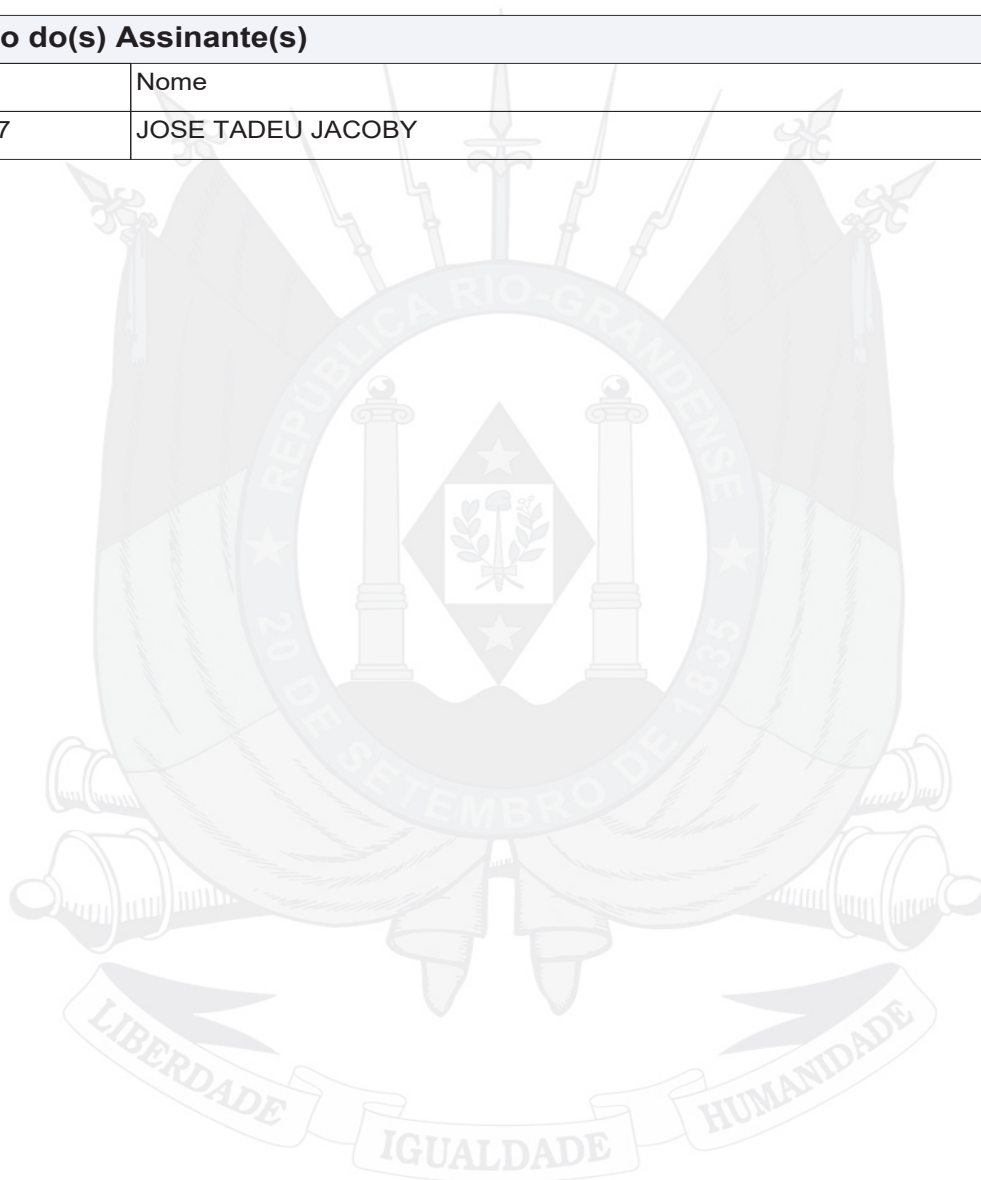 o do(s) Assinante(s)
Nome
7 JOSE TADEU JACOBY
REPÚBLICA RIO-GRANDENSE
★ 20 DE SETEMBRO DE 1835 ★
LIBERDADE IGUALDADE HUMANIDADE